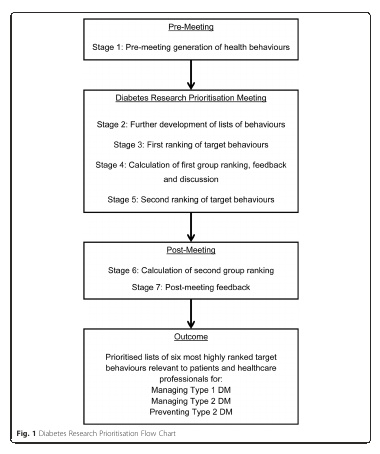 Pre-Meeting
Stage 1: Pre-meeting generation of health behaviours
Diabetes Research Prioritisation Meeting
Stage 2: Further development of lists of behaviours
Stage 3: First ranking of target behaviours
Stage 4: Calculation of first group ranking, feedback
and discussion
Stage 5: Second ranking of target behaviours
Post-Meeting
Stage 6: Calculation of second group ranking
Stage 7: Post-meeting feedback
Outcome
Prioritised lists of six most highly ranked target
behaviours relevant to patients and healthcare
professionals for:
Managing Type 1 DM
Managing Type 2 DM
Preventing Type 2 DM
Fig. 1 Diabetes Research Prioritisation Flow Chart